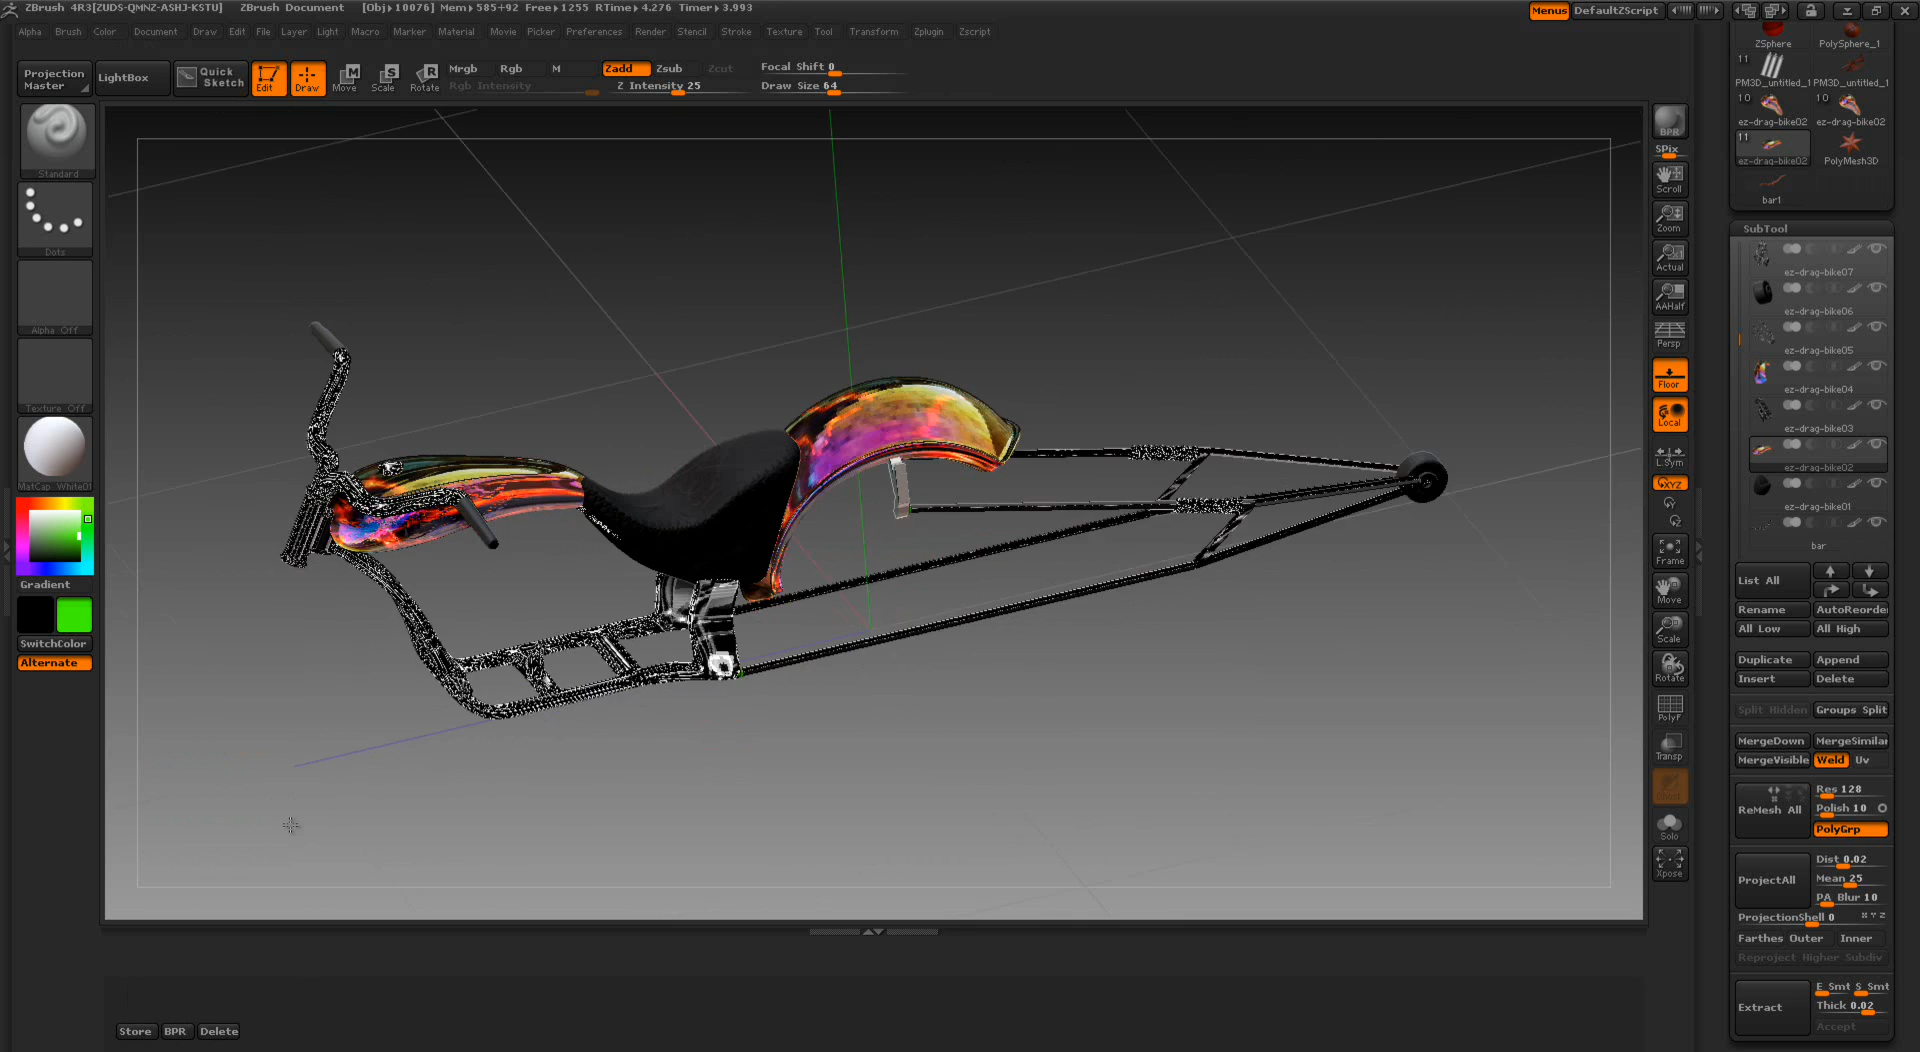 ZBrush 4R3[ZUDS-QMNZ-ASHJ-KSTU] ZBrush Document [Obj▸10076] Mem▸585+92 Free▸1255 RTime▸4.276 Timer▸3.993 Menus DefaultZScript
Alpha Brush Color Document Draw Edit File Layer Light Macro Marker Material Movie Picker Preferences Render Stencil Stroke Texture Tool Transform Zplugin Zscript
Projection Master
LightBox
Quick Sketch
Edit
Draw
Move
Scale
Rotate
Mrgb Rgb M
Rgb Intensity
Zadd Zsub Zcut
Z Intensity 25
Focal Shift 0
Draw Size 64
Standard
Dots
Alpha Off
Texture Off
MatCap White01
Gradient
SwitchColor
Alternate
Store BPR Delete
BPR
SPix
Scroll
Zoom
Actual
AAHalf
Persp
Floor
Local
L.Sym
XYZ
Y
Z
Frame
Move
Scale
Rotate
PolyF
Transp
Solo
Xpose
ZSphere PolySphere_1
11
PM3D_untitled_1 PM3D_untitled_1
10 10
ez-drag-bike02 ez-drag-bike02
11
ez-drag-bike02 PolyMesh3D
bar1
SubTool
ez-drag-bike07
ez-drag-bike06
ez-drag-bike05
ez-drag-bike04
ez-drag-bike03
ez-drag-bike02
ez-drag-bike01
bar
List All
Rename AutoReorde
All Low All High
Duplicate Append
Insert Delete
Split Hidden Groups Split
MergeDown MergeSimilar
MergeVisible Weld Uv
ReMesh All
Res 128
Polish 10
PolyGrp
ProjectAll
Dist 0.02
Mean 25
PA Blur 10
ProjectionShell 0 X Y Z
Farthes Outer Inner
Reproject Higher Subdiv
Extract
E Smt S Smt
Thick 0.02
Accept